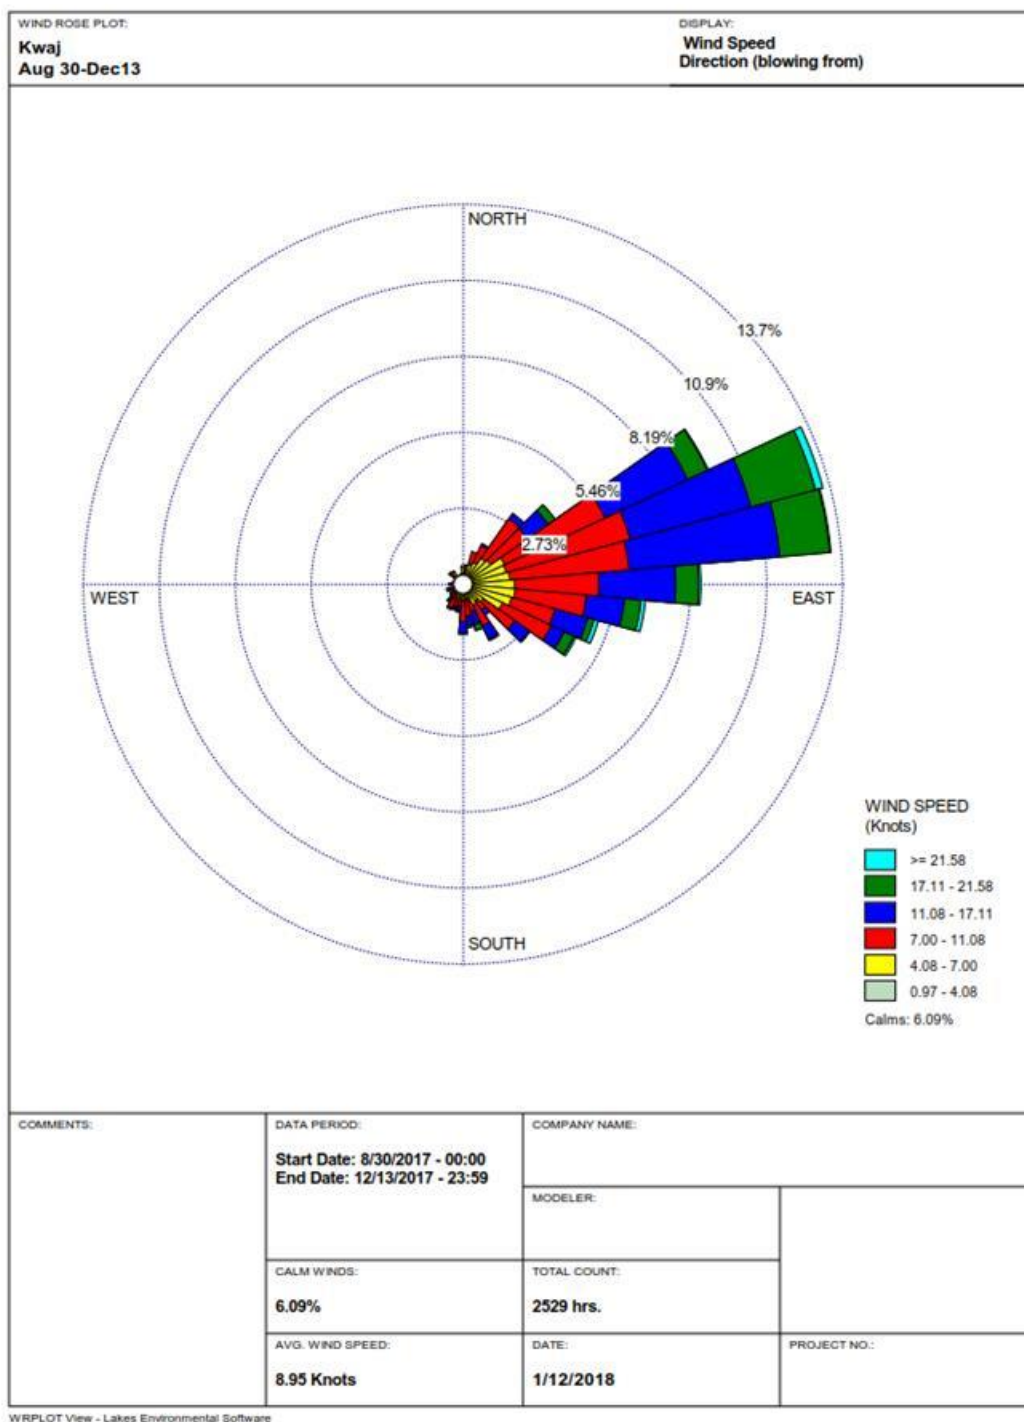 WIND ROSE PLOT:
Kwaj
Aug 30-Dec13
DISPLAY:
Wind Speed
Direction (blowing from)
NORTH
13.7%
10.9%
8.19%
5.46%
2.73%
WEST
EAST
SOUTH
WIND SPEED
(Knots)
>= 21.58
17.11 - 21.58
11.08 - 17.11
7.00 - 11.08
4.08 - 7.00
0.97 - 4.08
Calms: 6.09%
COMMENTS:
DATA PERIOD:
Start Date: 8/30/2017 - 00:00
End Date: 12/13/2017 - 23:59
COMPANY NAME:
MODELER:
CALM WINDS:
6.09%
TOTAL COUNT:
2529 hrs.
AVG. WIND SPEED:
8.95 Knots
DATE:
1/12/2018
PROJECT NO.:
WRPLOT View - Lakes Environmental Software